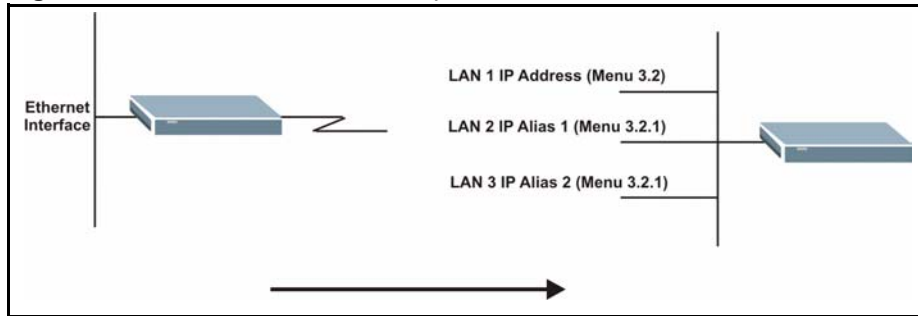 Ethernet
Interface
LAN 1 IP Address (Menu 3.2)
LAN 2 IP Alias 1 (Menu 3.2.1)
LAN 3 IP Alias 2 (Menu 3.2.1)